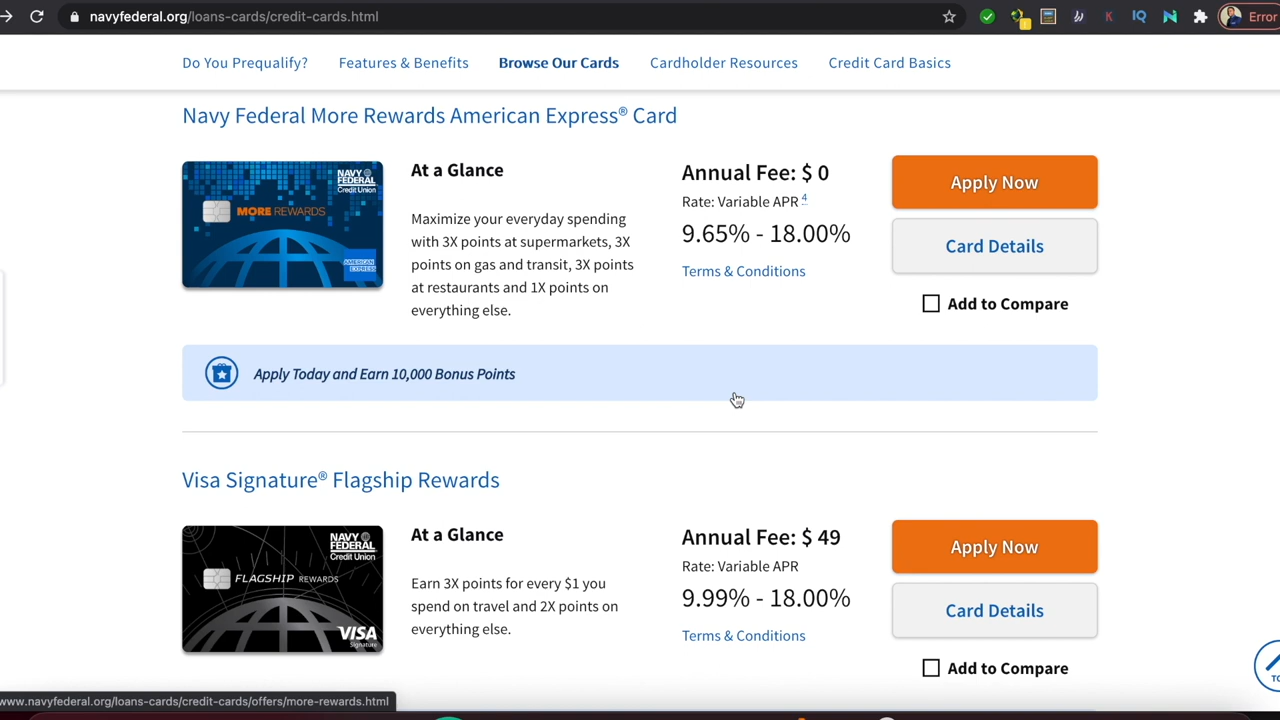 navyfederal.org/loans-cards/credit-cards.html
Error
Do You Prequalify? Features & Benefits Browse Our Cards Cardholder Resources Credit Card Basics
Navy Federal More Rewards American Express® Card
NAVY
FEDERAL
Credit Union
MORE REWARDS
AMERICAN
EXPRESS
At a Glance
Maximize your everyday spending
with 3X points at supermarkets, 3X
points on gas and transit, 3X points
at restaurants and 1X points on
everything else.
Annual Fee: $ 0
Rate: Variable APR 4
9.65% - 18.00%
Terms & Conditions
Apply Now
Card Details
Add to Compare
Apply Today and Earn 10,000 Bonus Points
Visa Signature® Flagship Rewards
NAVY
FEDERAL
Credit Union
FLAGSHIP REWARDS
VISA
Signature
At a Glance
Earn 3X points for every $1 you
spend on travel and 2X points on
everything else.
Annual Fee: $ 49
Rate: Variable APR
9.99% - 18.00%
Terms & Conditions
Apply Now
Card Details
Add to Compare
www.navyfederal.org/loans-cards/credit-cards/offers/more-rewards.html